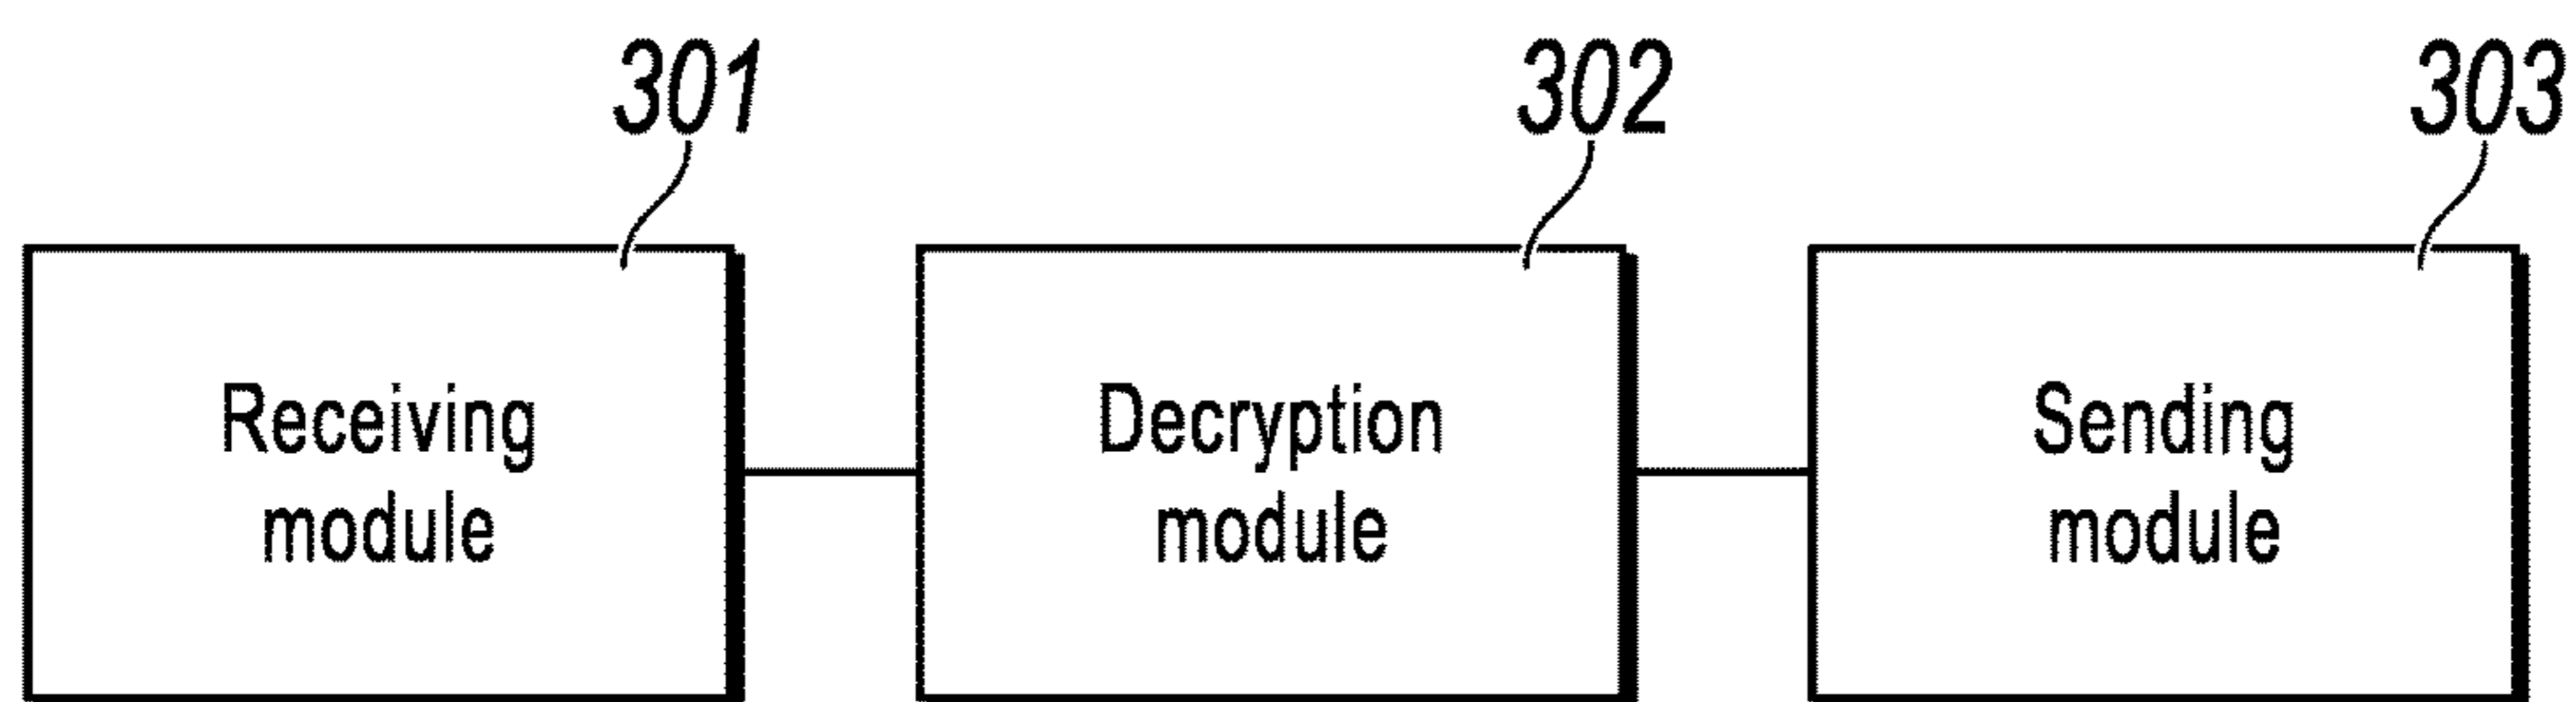 301
302
303
Receiving
module
Decryption
module
Sending
module